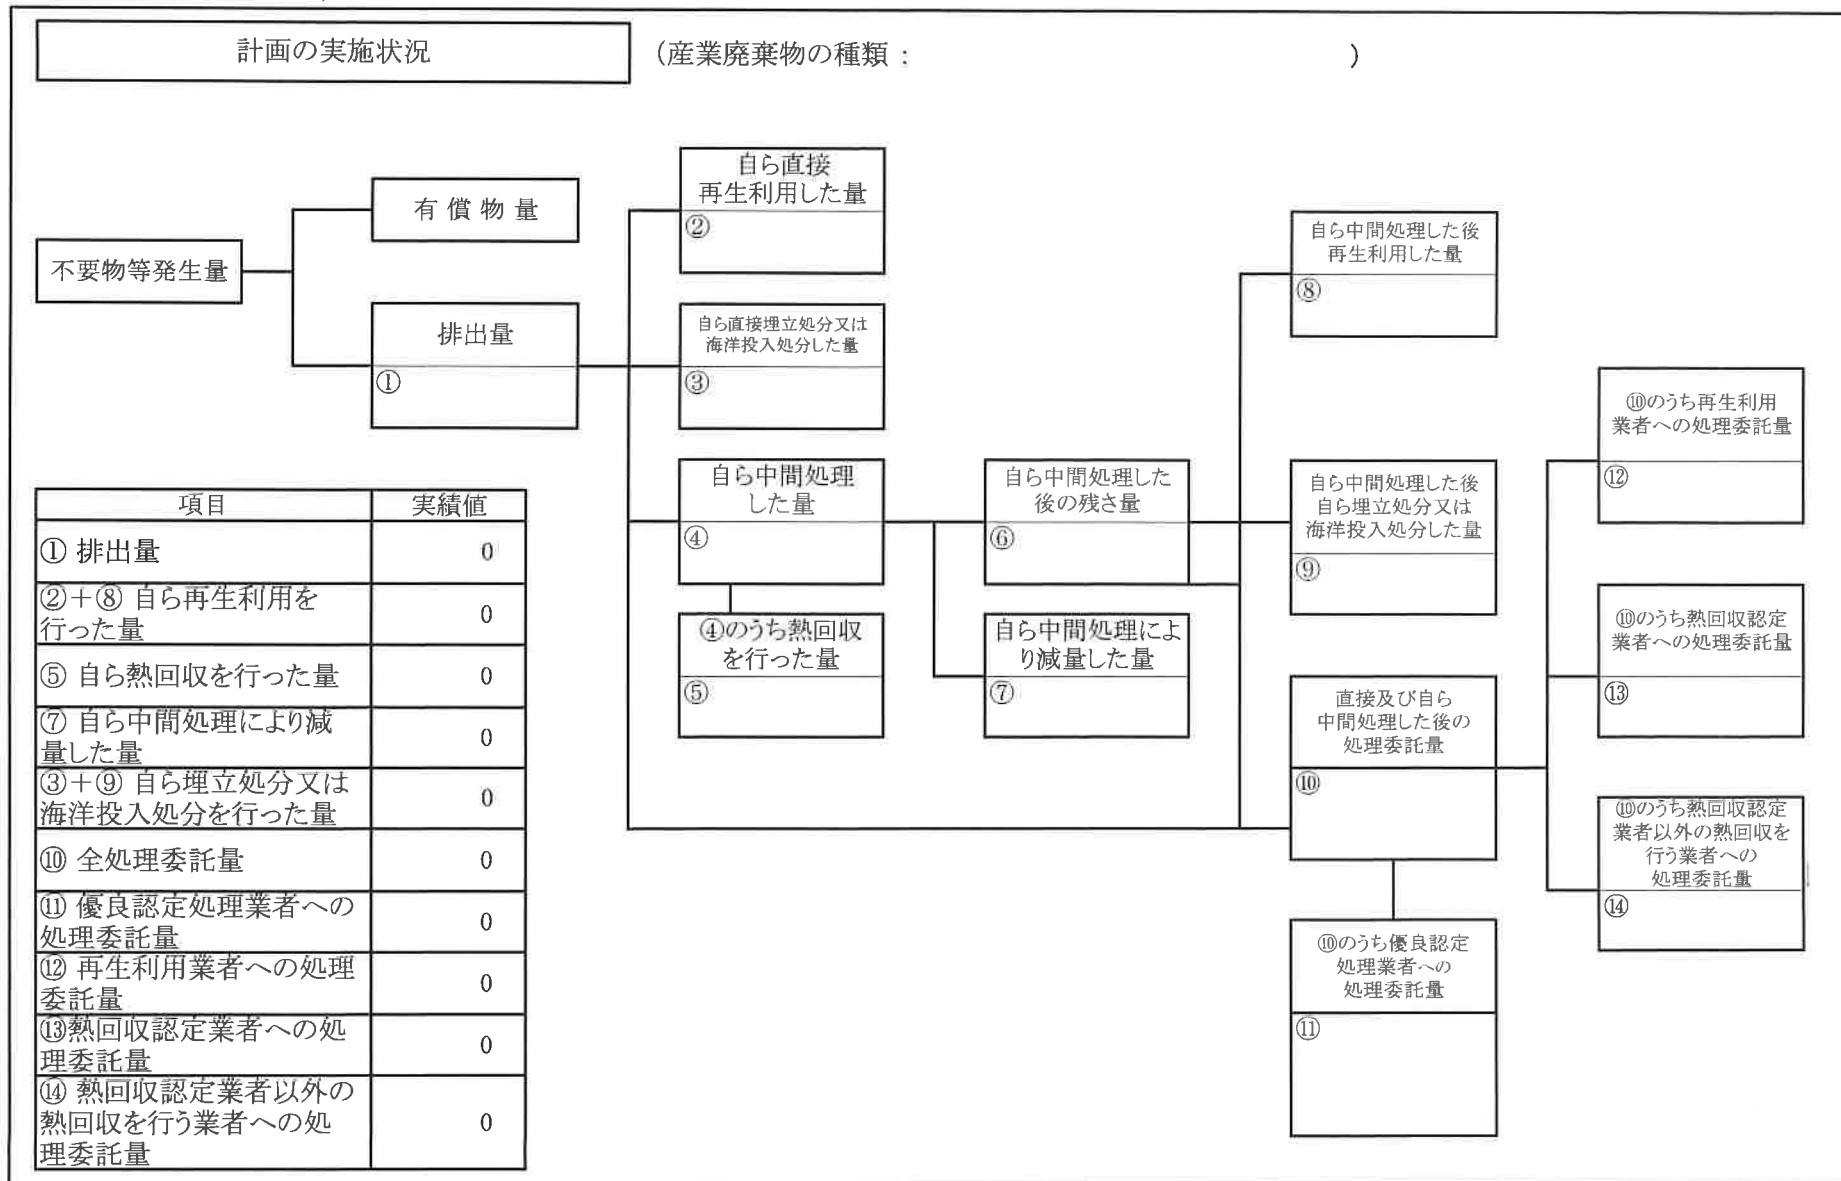 計画の実施状況
(産業廃棄物の種類：　　　　　　　　)
不要物等発生量
有償物量
排出量
①
自ら直接
再生利用した量
②
自ら直接埋立処分又は
海洋投入処分した量
③
自ら中間処理
した量
④
④のうち熱回収
を行った量
⑤
自ら中間処理した
後の残さ量
⑥
自ら中間処理によ
り減量した量
⑦
自ら中間処理した後
再生利用した量
⑧
自ら中間処理した後
自ら埋立処分又は
海洋投入処分した量
⑨
直接及び自ら
中間処理した後の
処理委託量
⑩
⑩のうち優良認定
処理業者への
処理委託量
⑪
⑩のうち再生利用
業者への処理委託量
⑫
⑩のうち熱回収認定
業者への処理委託量
⑬
⑩のうち熱回収認定
業者以外の熱回収を
行う業者への
処理委託量
⑭
項目 実績値
① 排出量 0
②＋⑧ 自ら再生利用を
行った量 0
⑤ 自ら熱回収を行った量 0
⑦ 自ら中間処理により減
量した量 0
③＋⑨ 自ら埋立処分又は
海洋投入処分を行った量 0
⑩ 全処理委託量 0
⑪ 優良認定処理業者への
処理委託量 0
⑫ 再生利用業者への処理
委託量 0
⑬熱回収認定業者への処
理委託量 0
⑭ 熱回収認定業者以外の
熱回収を行う業者への処
理委託量 0